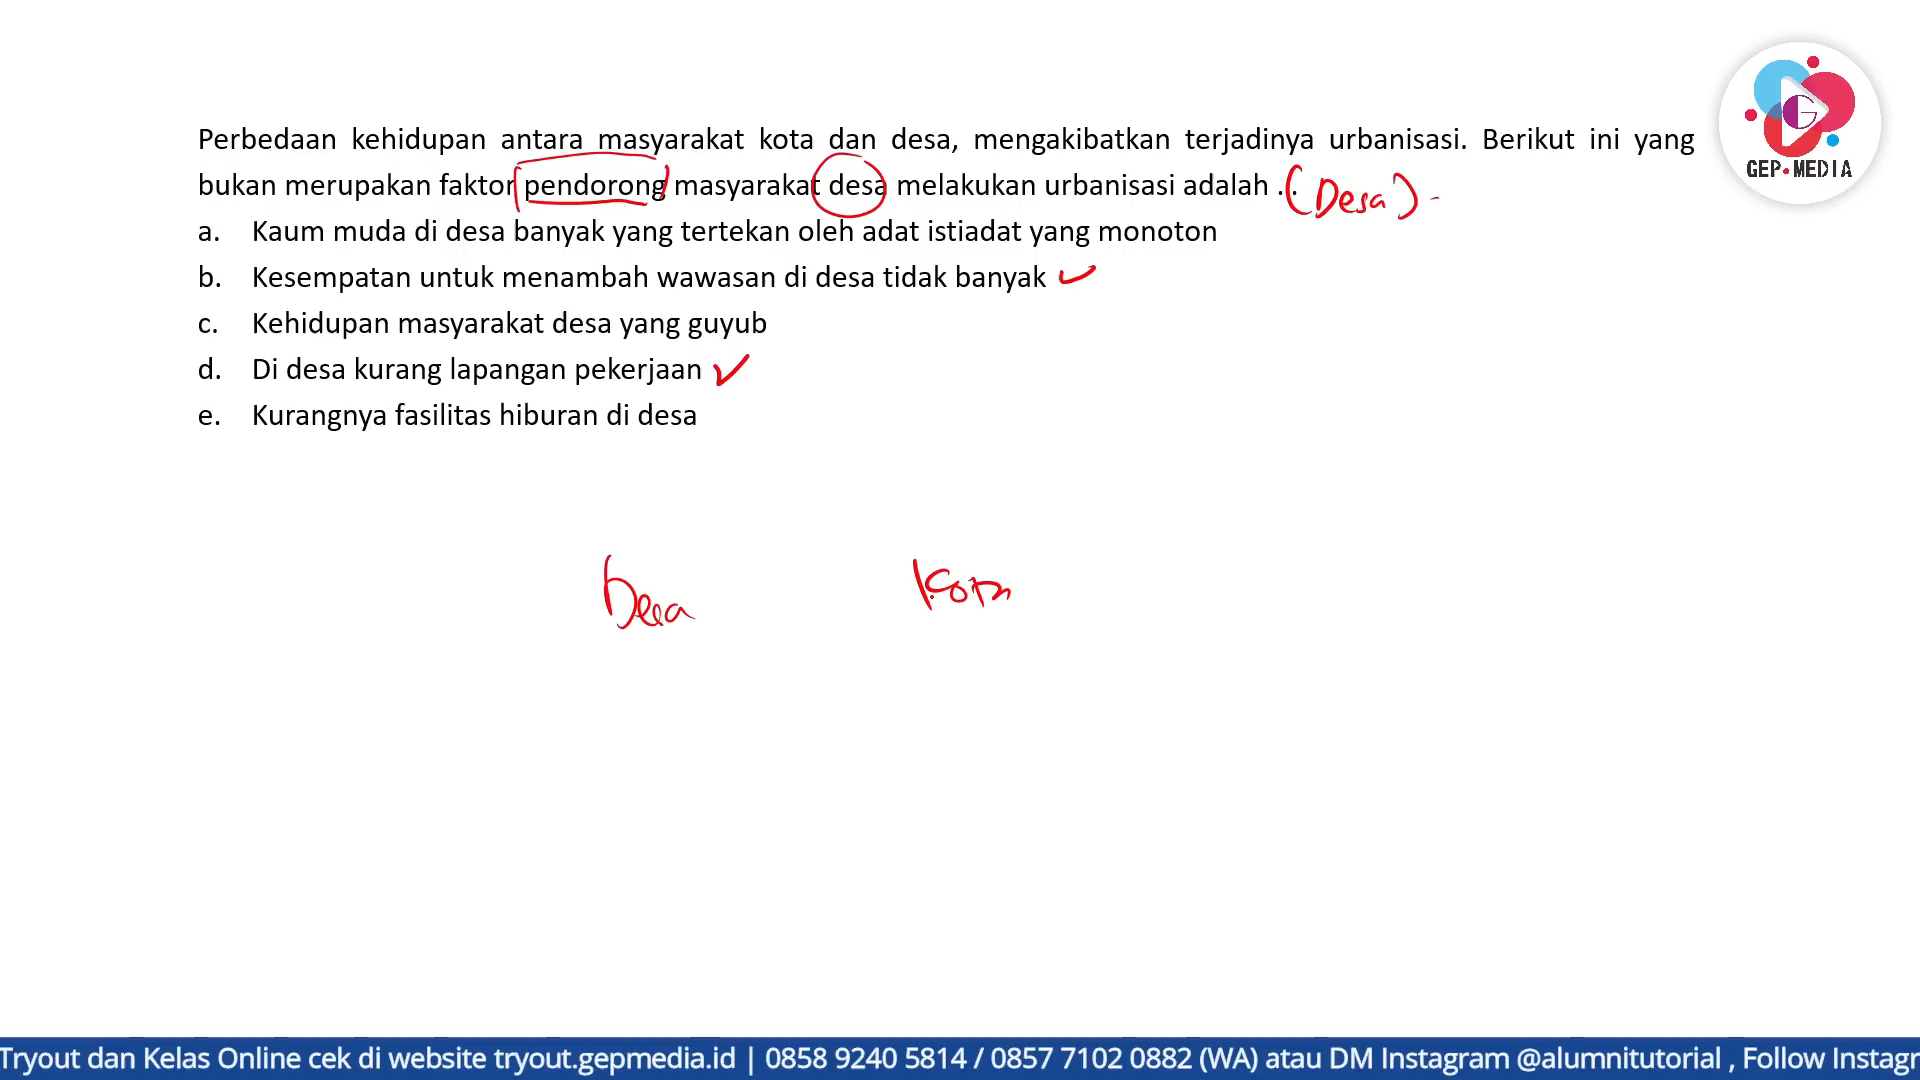 Perbedaan kehidupan antara masyarakat kota dan desa, mengakibatkan terjadinya urbanisasi. Berikut ini yang
bukan merupakan faktor pendorong masyarakat desa melakukan urbanisasi adalah .. (Desa)
a. Kaum muda di desa banyak yang tertekan oleh adat istiadat yang monoton
b. Kesempatan untuk menambah wawasan di desa tidak banyak
c. Kehidupan masyarakat desa yang guyub
d. Di desa kurang lapangan pekerjaan
e. Kurangnya fasilitas hiburan di desa
Desa Kota
GEP•MEDIA
Tryout dan Kelas Online cek di website tryout.gepmedia.id | 0858 9240 5814 / 0857 7102 0882 (WA) atau DM Instagram @alumnitutorial , Follow Instagr